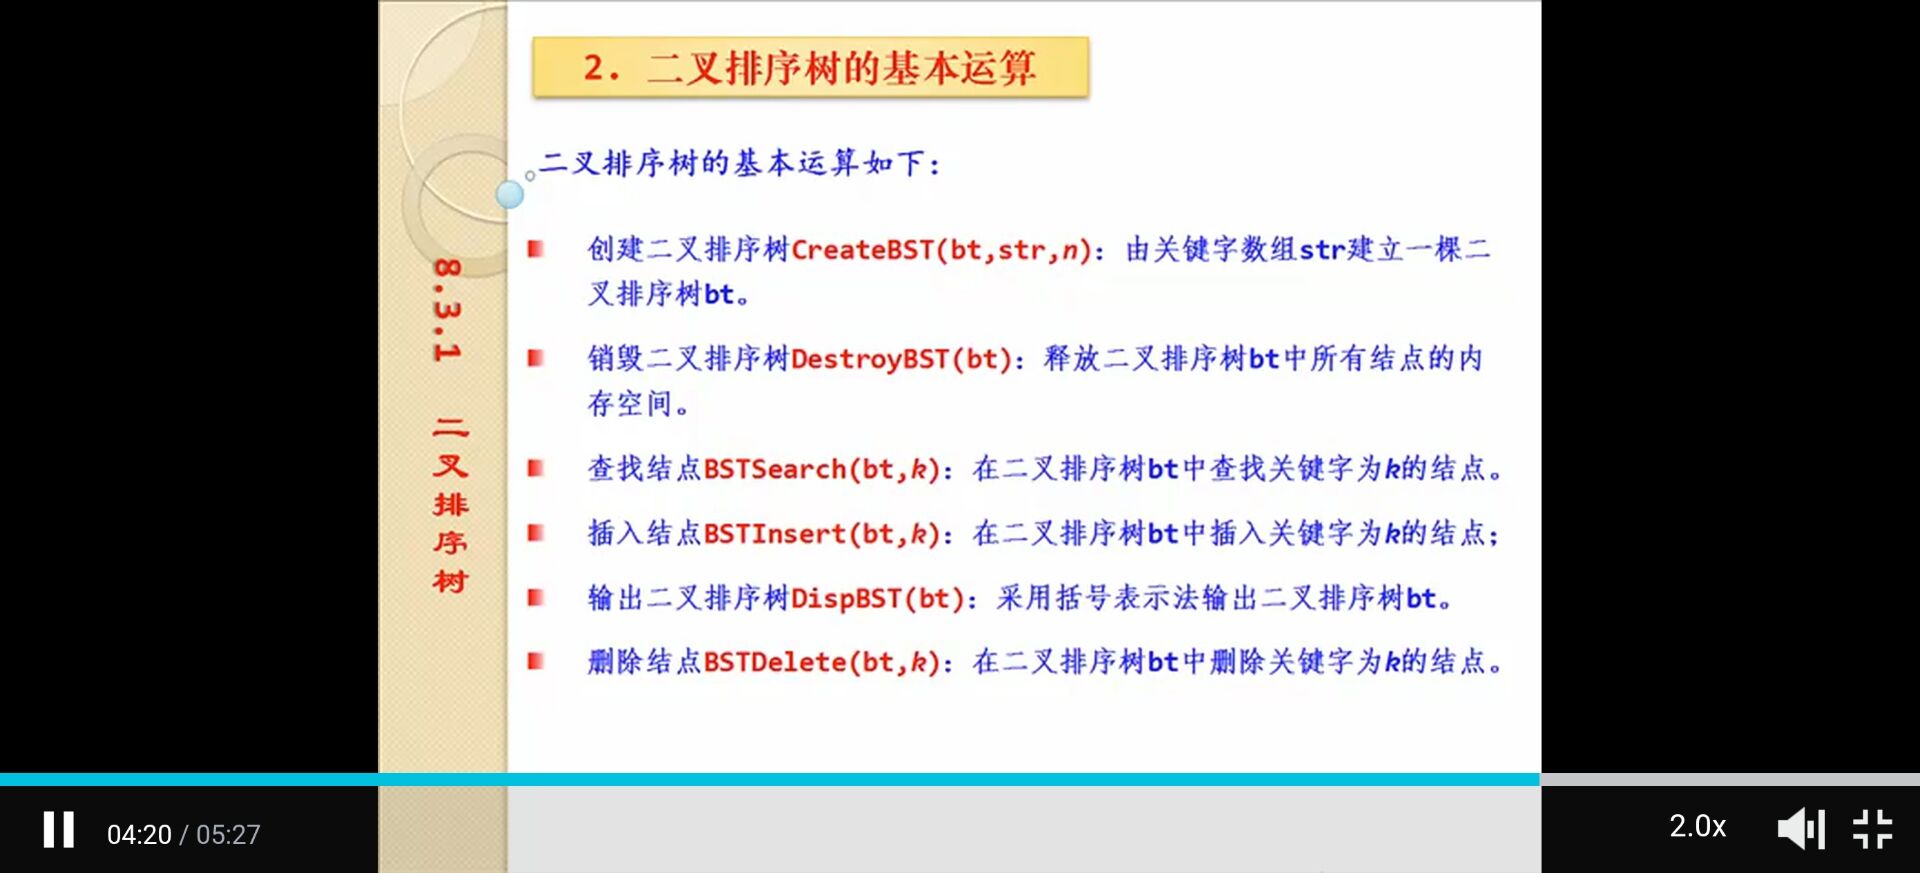 2. 二叉排序树的基本运算
二叉排序树的基本运算如下：
创建二叉排序树CreateBST(bt,str,n)：由关键字数组str建立一棵二
叉排序树bt。
销毁二叉排序树DestroyBST(bt)：释放二叉排序树bt中所有结点的内
存空间。
查找结点BSTSearch(bt,k)：在二叉排序树bt中查找关键字为k的结点。
插入结点BSTInsert(bt,k)：在二叉排序树bt中插入关键字为k的结点；
输出二叉排序树DispBST(bt)：采用括号表示法输出二叉排序树bt。
删除结点BSTDelete(bt,k)：在二叉排序树bt中删除关键字为k的结点。
8.3.1 二叉排序树
04:20 / 05:27
2.0x